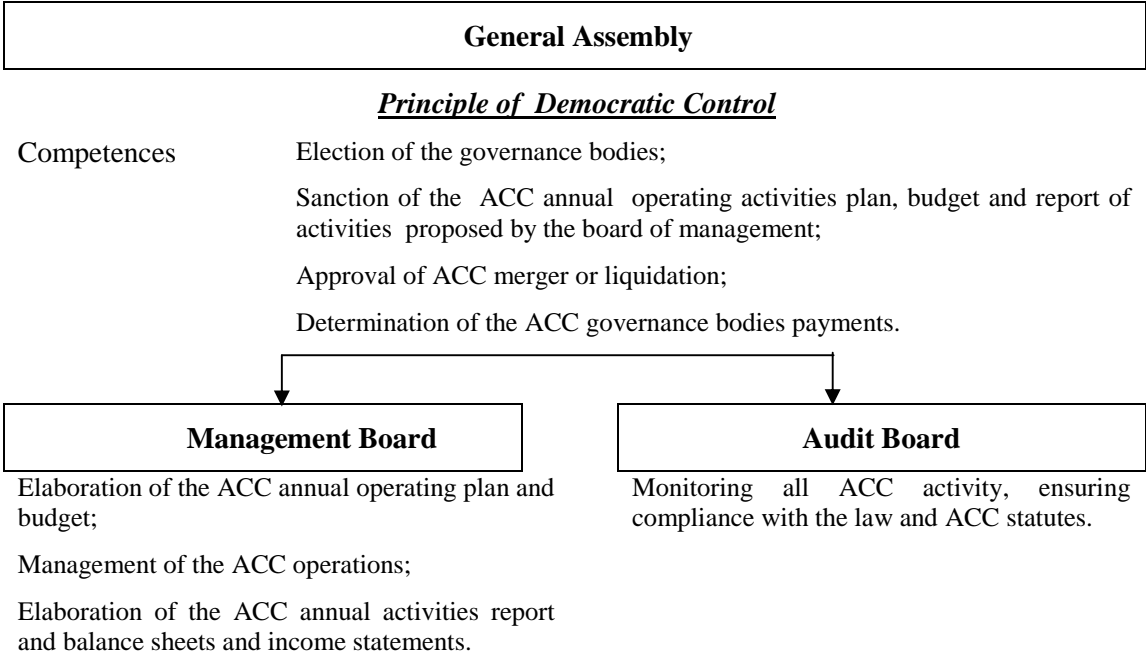 General Assembly
Principle of Democratic Control
Competences
Election of the governance bodies;
Sanction of the ACC annual operating activities plan, budget and report of
activities proposed by the board of management;
Approval of ACC merger or liquidation;
Determination of the ACC governance bodies payments.
Management Board
Elaboration of the ACC annual operating plan and
budget;
Management of the ACC operations;
Elaboration of the ACC annual activities report
and balance sheets and income statements.
Audit Board
Monitoring all ACC activity, ensuring
compliance with the law and ACC statutes.